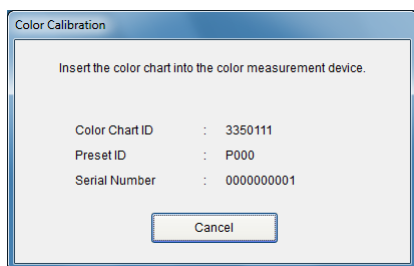 Color Calibration
Insert the color chart into the color measurement device.
Color Chart ID : 3350111
Preset ID : P000
Serial Number : 0000000001
Cancel